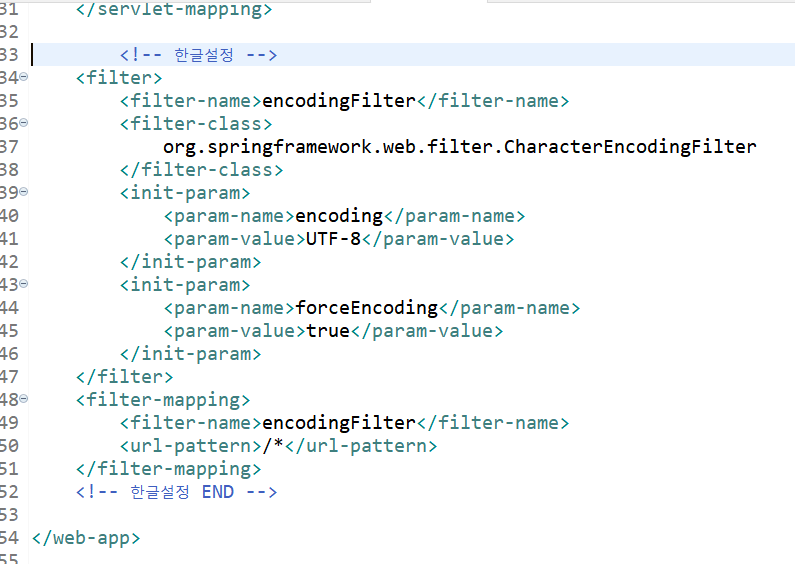 31 </servlet-mapping>
32
33 <!-- 한글설정 -->
34 <filter>
35 <filter-name>encodingFilter</filter-name>
36 <filter-class>
37 org.springframework.web.filter.CharacterEncodingFilter
38 </filter-class>
39 <init-param>
40 <param-name>encoding</param-name>
41 <param-value>UTF-8</param-value>
42 </init-param>
43 <init-param>
44 <param-name>forceEncoding</param-name>
45 <param-value>true</param-value>
46 </init-param>
47 </filter>
48 <filter-mapping>
49 <filter-name>encodingFilter</filter-name>
50 <url-pattern>/*</url-pattern>
51 </filter-mapping>
52 <!-- 한글설정 END -->
53
54 </web-app>
55